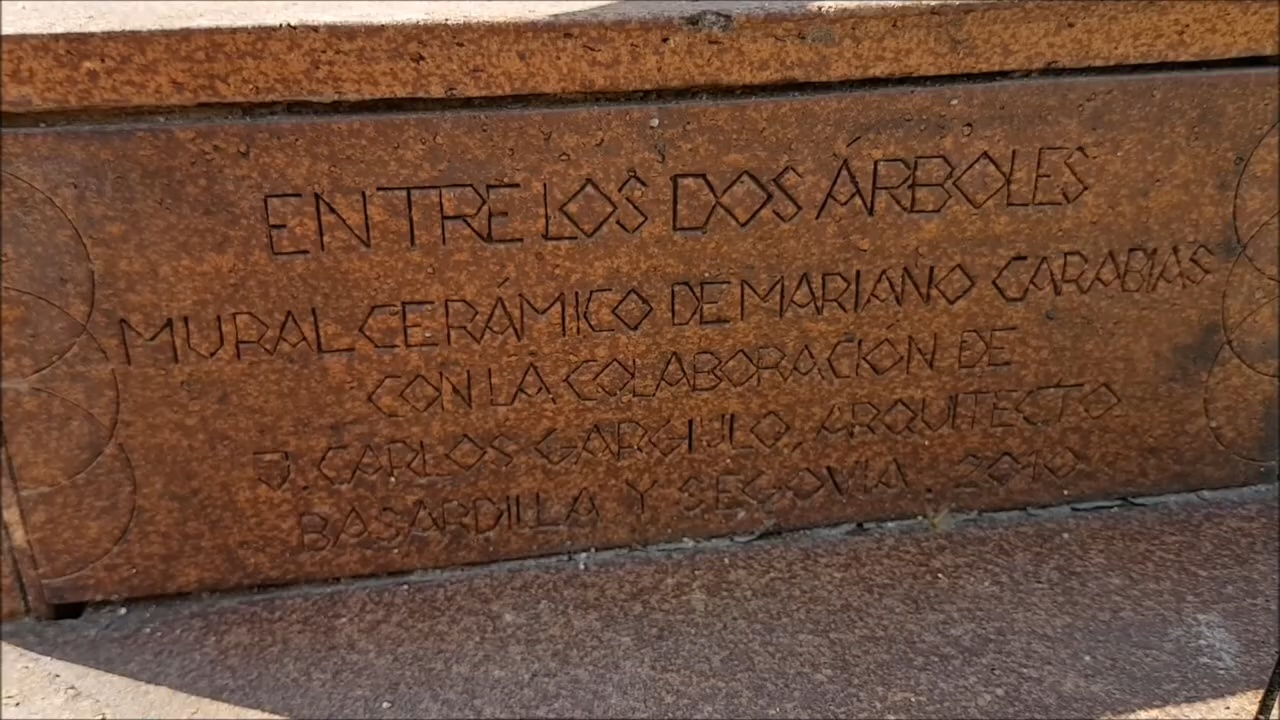 ENTRE LOS DOS ÁRBOLES
MURAL CERÁMICO DE MARIANO CARABIAS
CON LA COLABORACIÓN DE
J. CARLOS GARGIULO, ARQUITECTO
BASARDILLA Y SEGOVIA. 2010